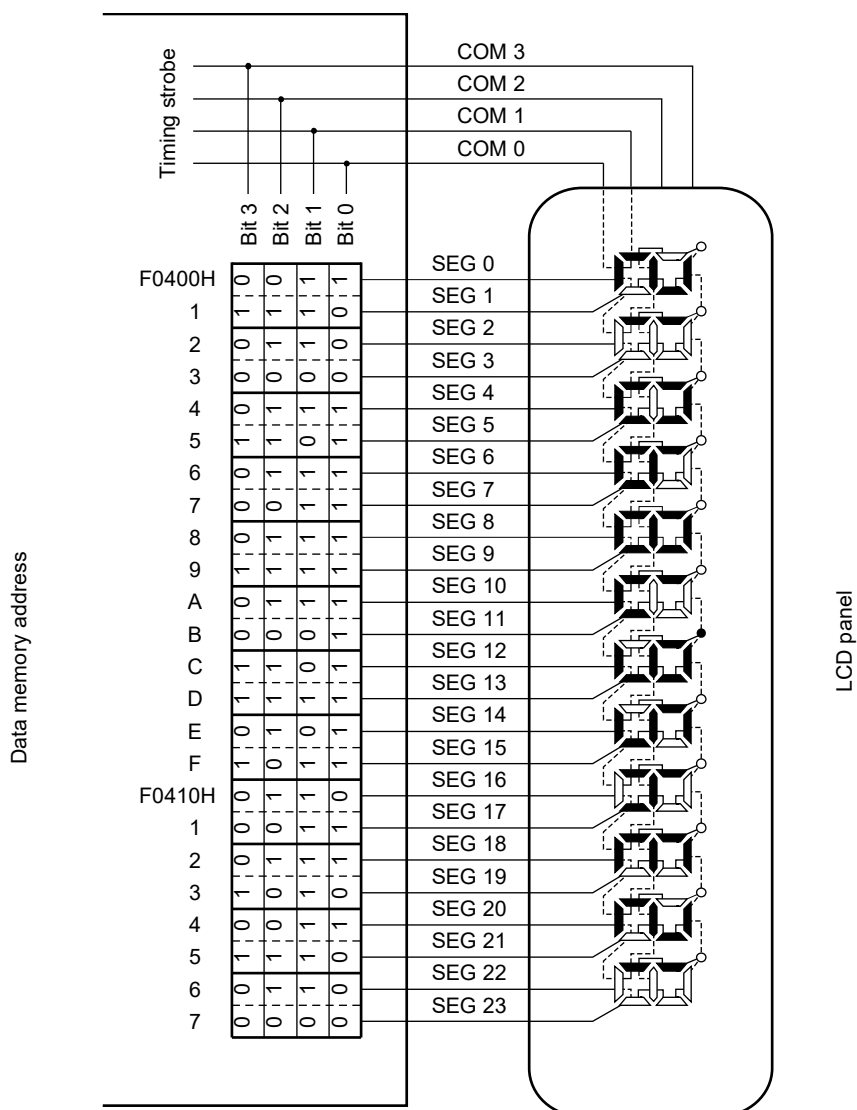 Timing strobe
COM 3
COM 2
COM 1
COM 0
Bit 3 Bit 2 Bit 1 Bit 0
Data memory address
LCD panel
F0400H 0 0 1 1 SEG 0
1 1 1 1 0 SEG 1
2 0 1 1 0 SEG 2
3 0 0 0 0 SEG 3
4 0 1 1 1 SEG 4
5 1 1 0 1 SEG 5
6 0 1 1 1 SEG 6
7 0 0 1 1 SEG 7
8 0 1 1 1 SEG 8
9 1 1 1 1 SEG 9
A 0 1 1 1 SEG 10
B 0 0 0 1 SEG 11
C 1 1 0 1 SEG 12
D 1 1 1 1 SEG 13
E 0 1 0 1 SEG 14
F 1 0 1 1 SEG 15
F0410H 0 1 1 0 SEG 16
1 0 0 1 1 SEG 17
2 0 1 1 1 SEG 18
3 1 0 1 0 SEG 19
4 0 0 1 1 SEG 20
5 1 1 1 0 SEG 21
6 0 1 1 0 SEG 22
7 0 0 0 0 SEG 23